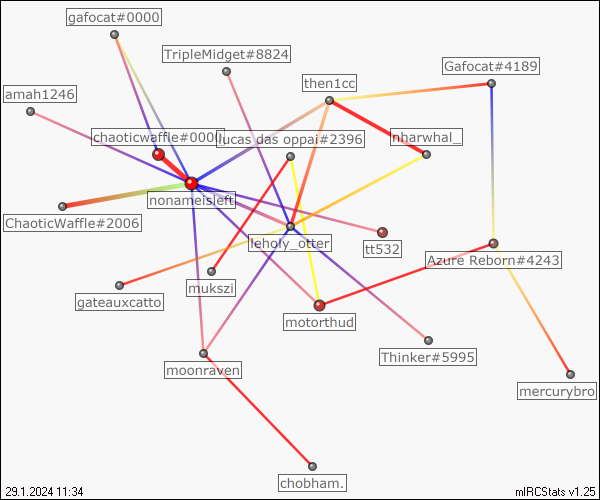 gafocat#0000
TripleMidget#8824
Gafocat#4189
then1cc
amah1246
chaoticwaffle#0000
lucas das oppai#2396
nharwhal_
nonameisleft
ChaoticWaffle#2006
leholy_otter
tt532
Azure Reborn#4243
mukszi
gateauxcatto
motorthud
Thinker#5995
moonraven
mercurybro
chobham.
29.1.2024 11:34
mIRCStats v1.25